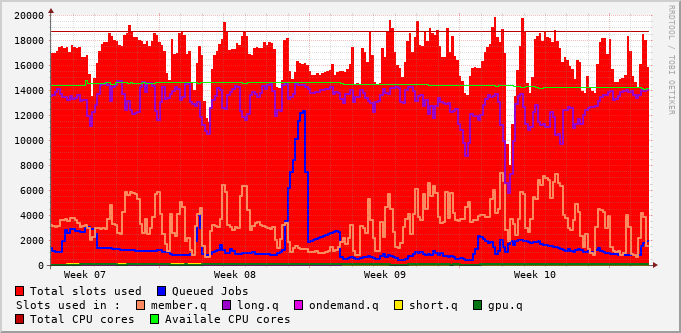 RRDTOOL / TOBI OETIKER
20000
18000
16000
14000
12000
10000
8000
6000
4000
2000
0
Week 07 Week 08 Week 09 Week 10
Total slots used Queued Jobs
Slots used in : member.q long.q ondemand.q short.q gpu.q
Total CPU cores Availale CPU cores